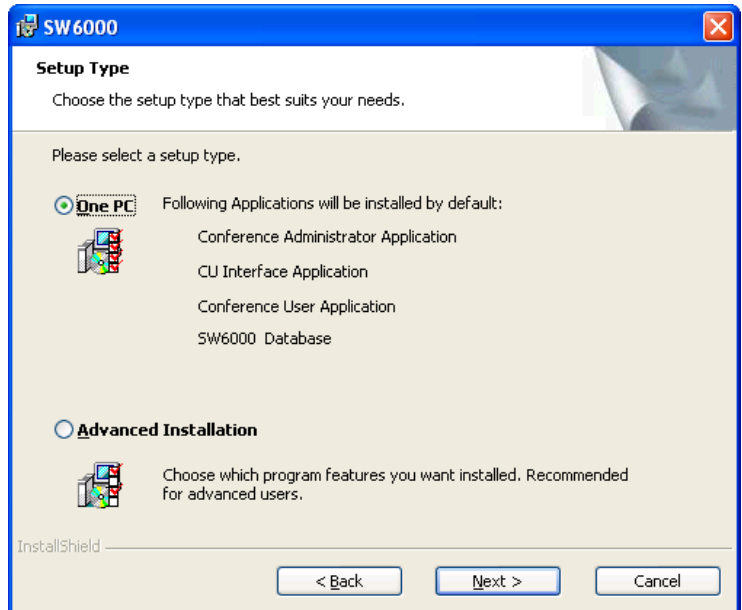 SW6000
Setup Type
Choose the setup type that best suits your needs.
Please select a setup type.
One PC
Following Applications will be installed by default:
Conference Administrator Application
CU Interface Application
Conference User Application
SW6000  Database
Advanced Installation
Choose which program features you want installed. Recommended
for advanced users.
InstallShield
< Back
Next >
Cancel